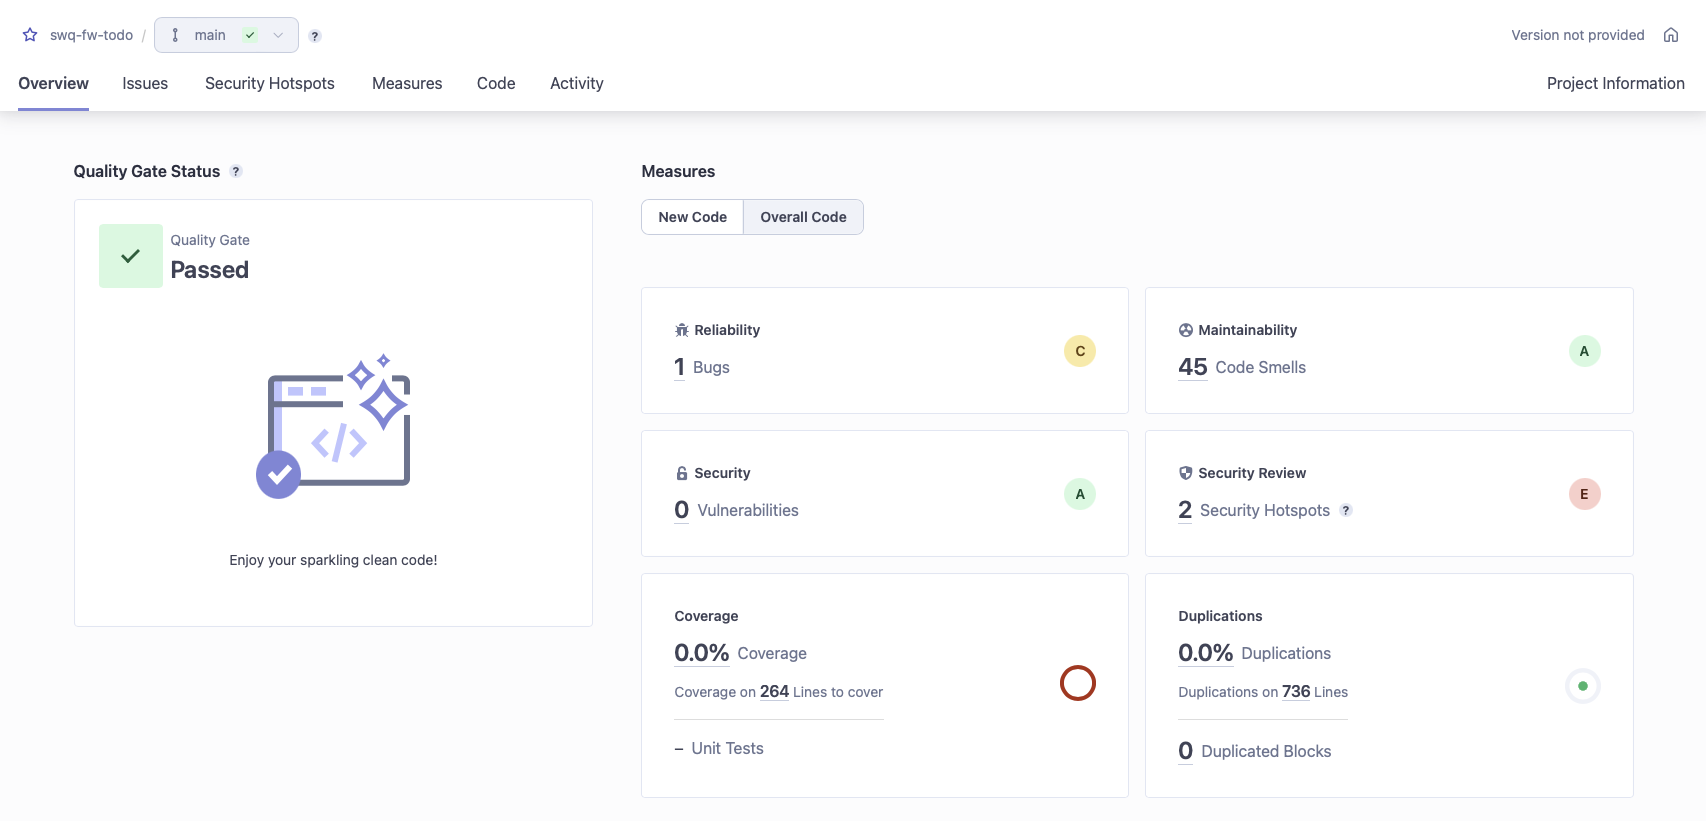 swq-fw-todo / main ?
Version not provided
Overview Issues Security Hotspots Measures Code Activity
Project Information
Quality Gate Status ?
Quality Gate
Passed
</>
Enjoy your sparkling clean code!
Measures
New Code Overall Code
Reliability
1 Bugs
C
Maintainability
45 Code Smells
A
Security
0 Vulnerabilities
A
Security Review
2 Security Hotspots ?
E
Coverage
0.0% Coverage
Coverage on 264 Lines to cover
– Unit Tests
Duplications
0.0% Duplications
Duplications on 736 Lines
0 Duplicated Blocks